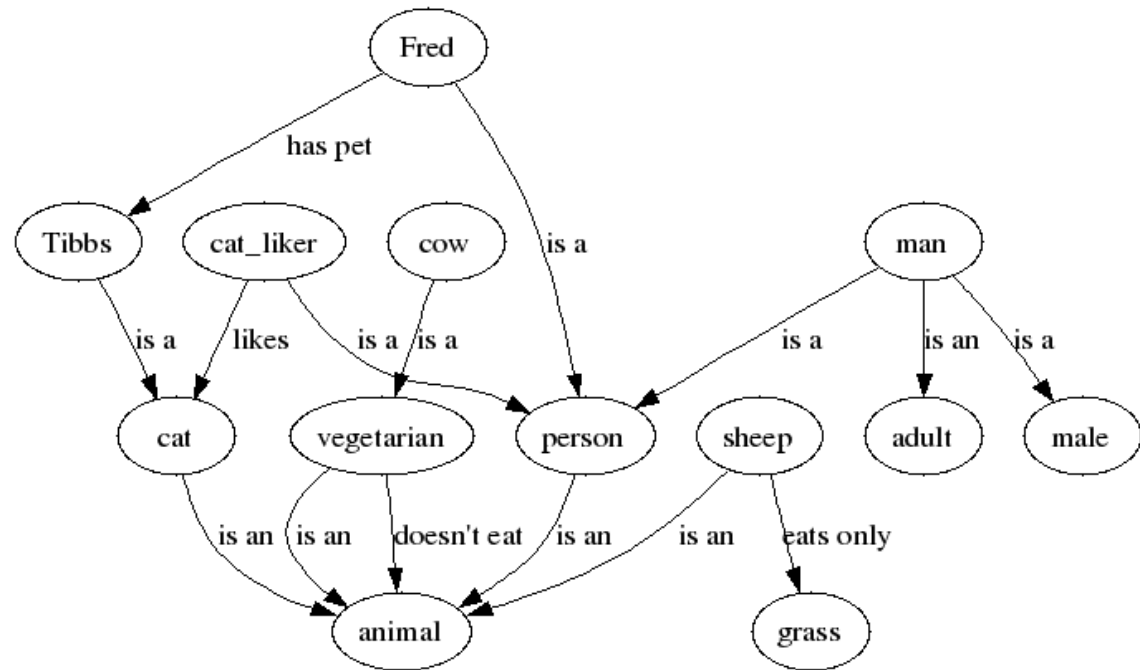 Fred
has pet
Tibbs
cat_liker
cow
is a
man
is a
likes
is a
is a
is a
is an
is a
cat
vegetarian
person
sheep
adult
male
is an
is an
doesn't eat
is an
is an
eats only
animal
grass